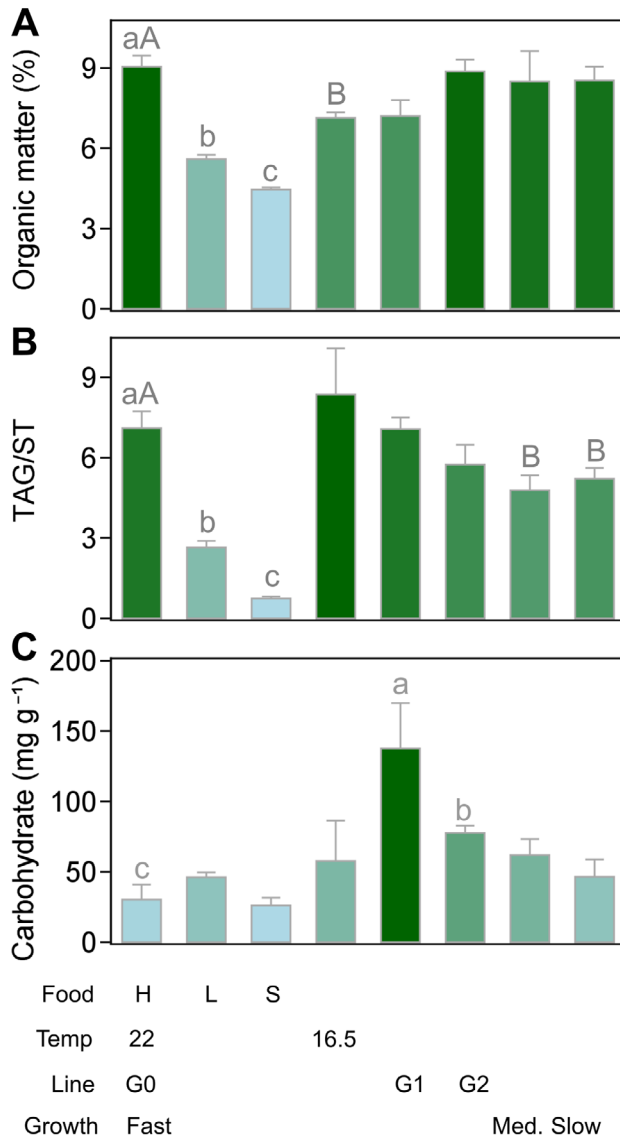 A
Organic matter (%)
9
6
3
0
aA
b
c
B
B
TAG/ST
9
6
3
0
aA
b
c
B
B
C
Carbohydrate (mg g⁻¹)
200
150
100
50
0
c
a
b
Food H L S
Temp 22 16.5
Line G0 G1 G2
Growth Fast Med. Slow